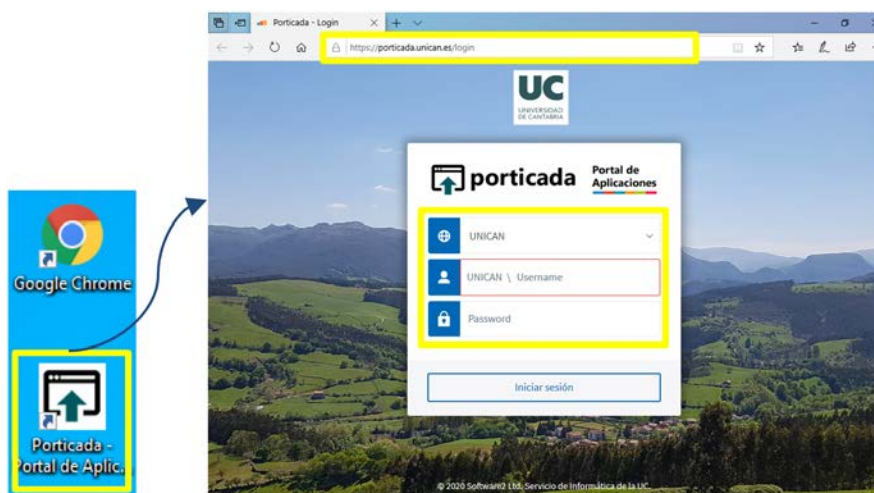 Porticada - Login
https://porticada.unican.es/login
UC
UNIVERSIDAD
DE CANTABRIA
porticada
Portal de
Aplicaciones
UNICAN
UNICAN \ Username
Password
Iniciar sesión
© 2020 Software2 Ltd. Servicio de Informática de la UC.
Google Chrome
Porticada -
Portal de Aplic...